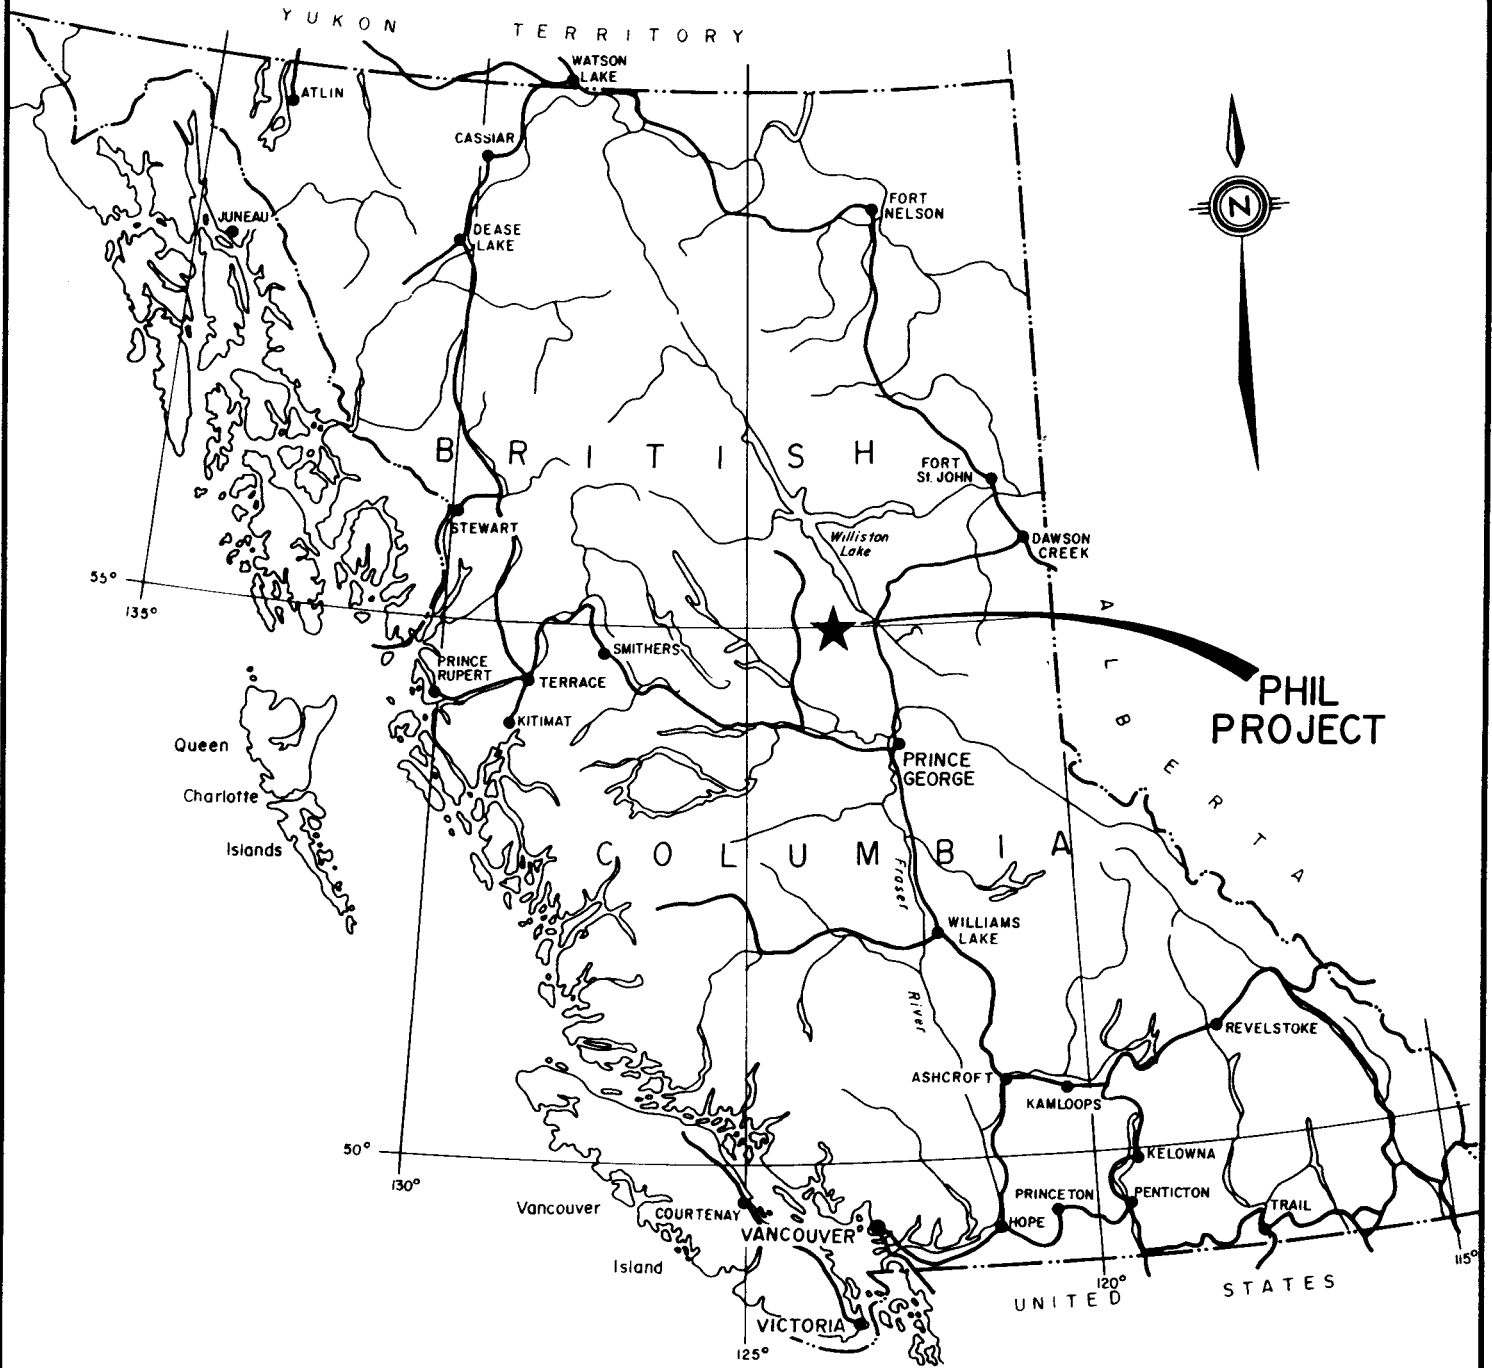 YUKON TERRITORY
WATSON
LAKE
ATLIN
CASSIAR
JUNEAU
DEASE
LAKE
FORT
NELSON
N
BRITISH
FORT
St. JOHN
STEWART
Williston
Lake
DAWSON
CREEK
55°
135°
ALBERTA
SMITHERS
PRINCE
RUPERT
TERRACE
KITIMAT
PHIL
PROJECT
Queen
Charlotte
Islands
PRINCE
GEORGE
COLUMBIA
Fraser
River
WILLIAMS
LAKE
REVELSTOKE
ASHCROFT
KAMLOOPS
50°
130°
KELOWNA
PRINCETON
PENTICTON
Vancouver
Island
COURTENAY
VANCOUVER
HOPE
TRAIL
115°
120°
UNITED STATES
VICTORIA
125°